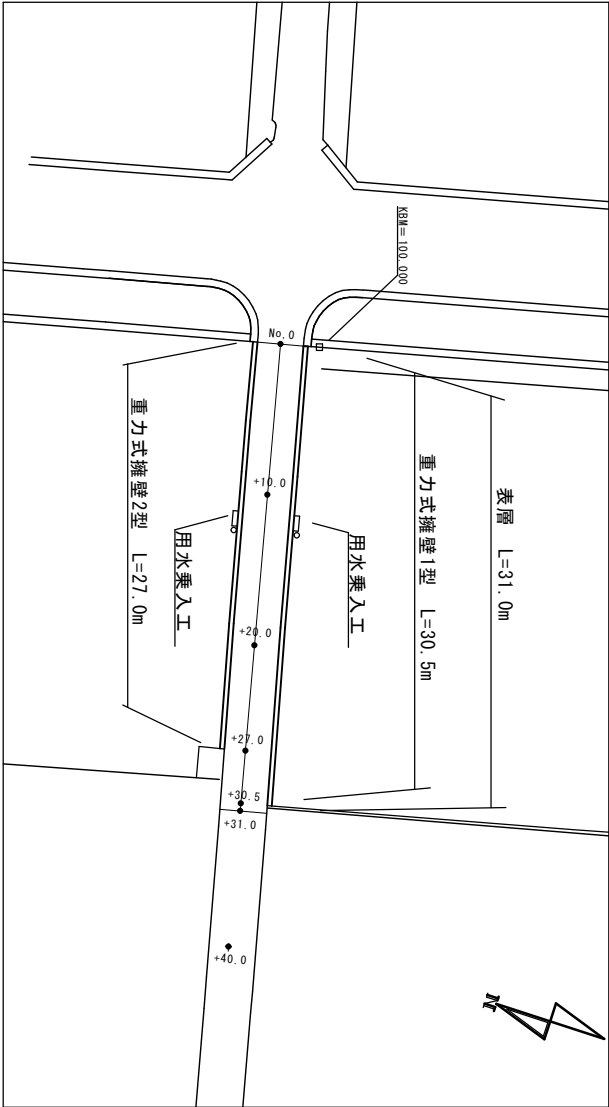 KBM=100.000
No.0
表層 L=31.0m
重力式擁壁1型 L=30.5m
用水乗入工
重力式擁壁2型 L=27.0m
用水乗入工
+10.0
+20.0
+27.0
+30.5
+31.0
+40.0
N